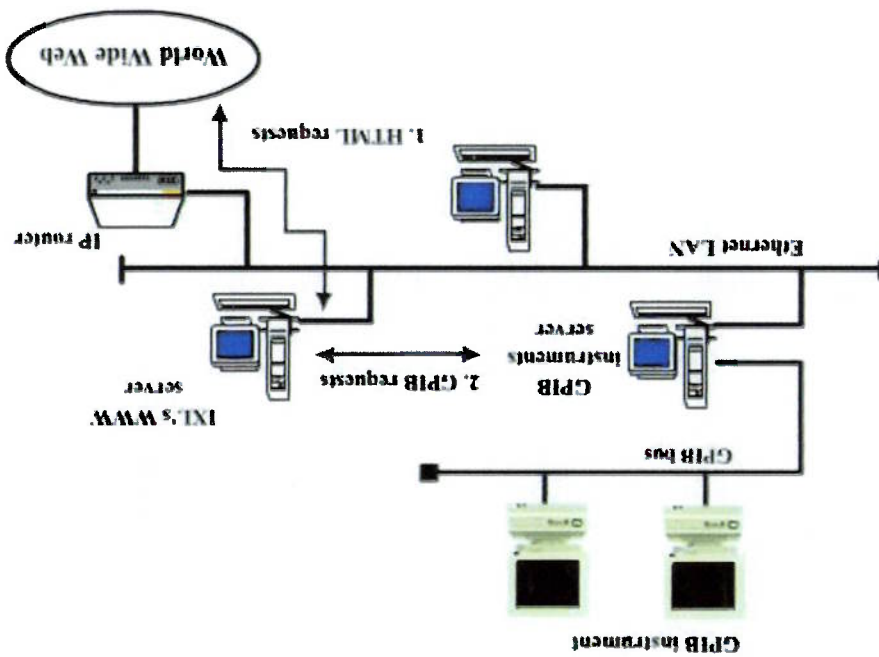 GPIB instrument
GPIB bus
GPIB
instruments
server
2. GPIB requests
IXL's WWW
server
Ethernet LAN
IP router
1. HTML requests
World Wide Web